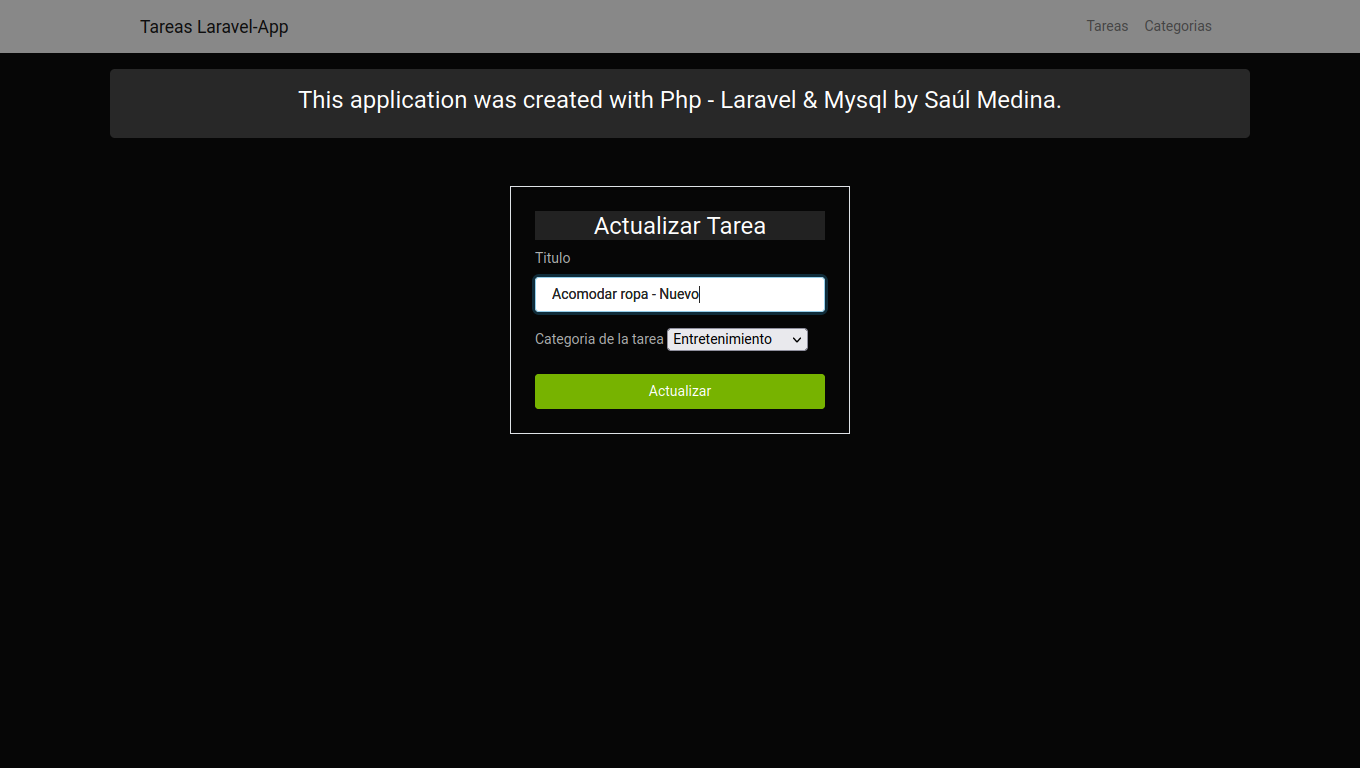 Tareas Laravel-App Tareas Categorias
This application was created with Php - Laravel & Mysql by Saúl Medina.
Actualizar Tarea
Titulo
Acomodar ropa - Nuevo
Categoria de la tarea Entretenimiento
Actualizar